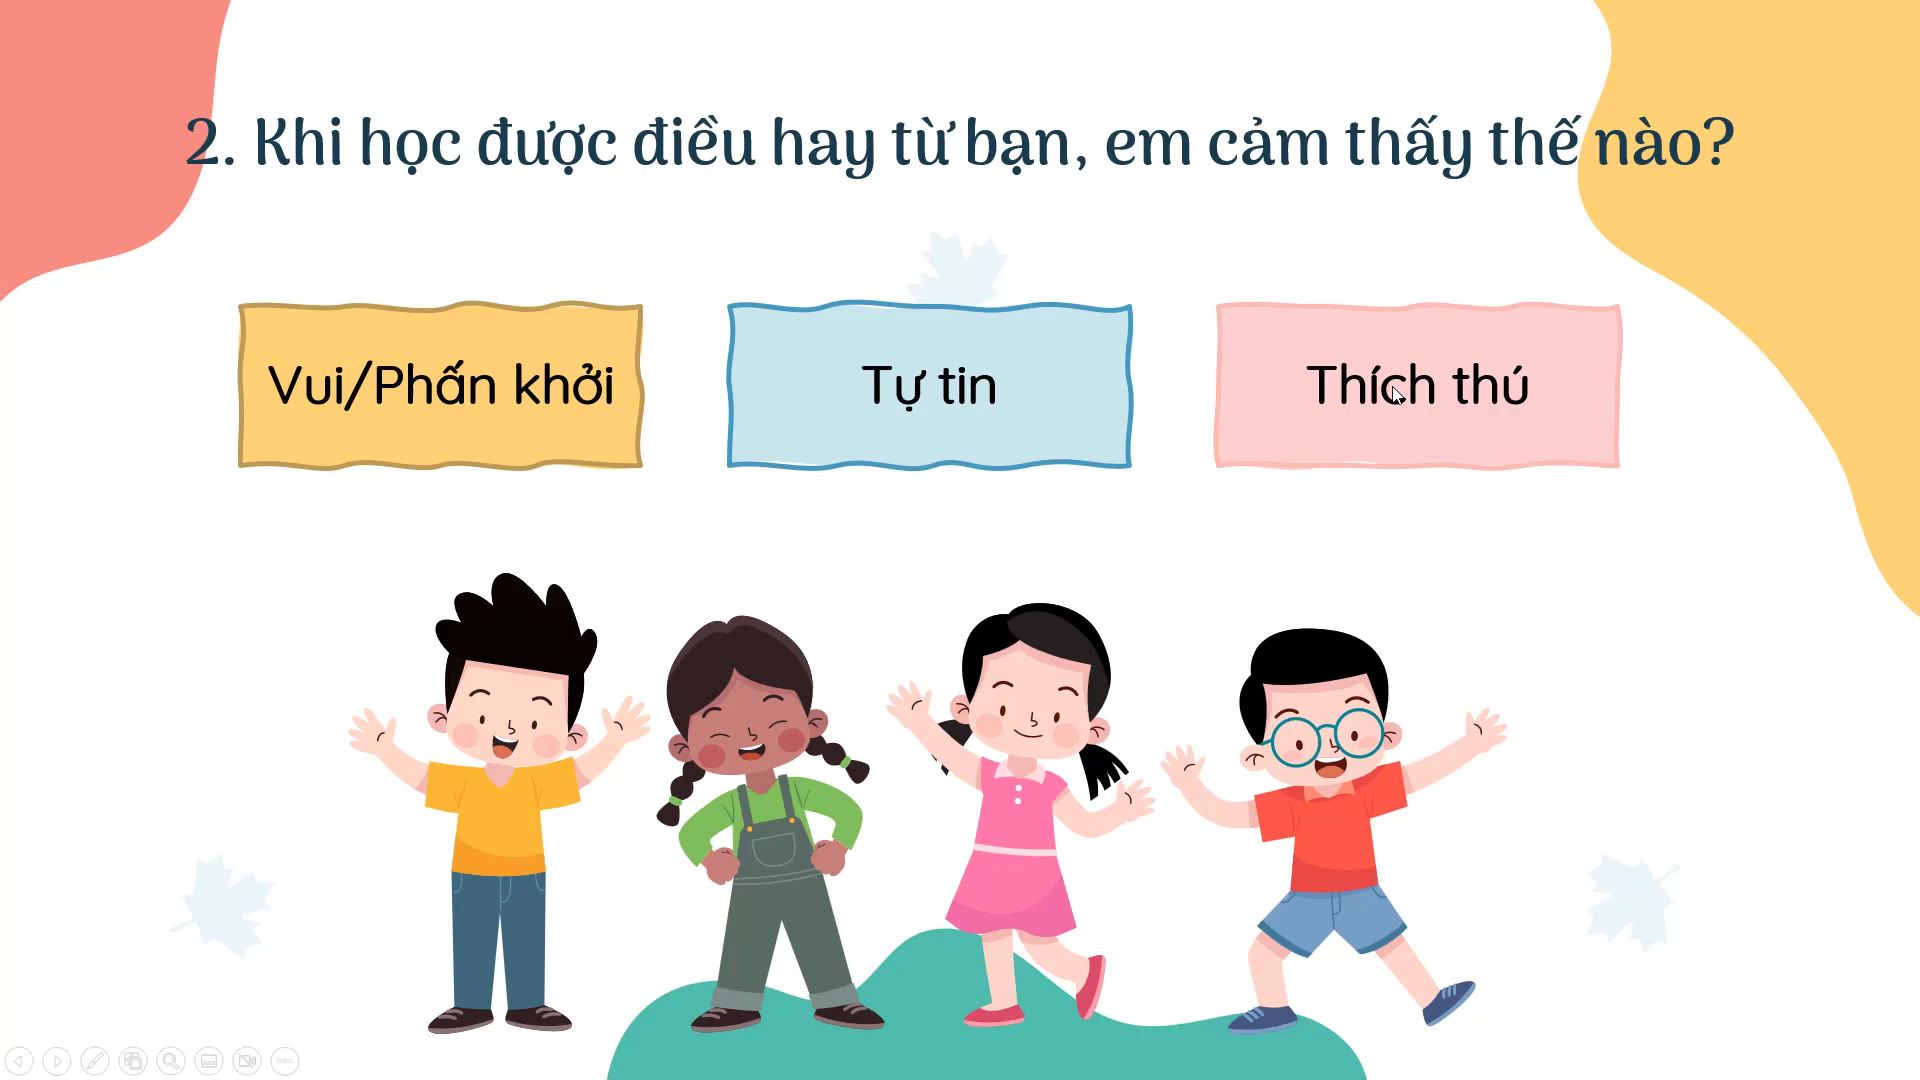 2. Khi học được điều hay từ bạn, em cảm thấy thế nào?
Vui/Phấn khởi
Tự tin
Thích thú